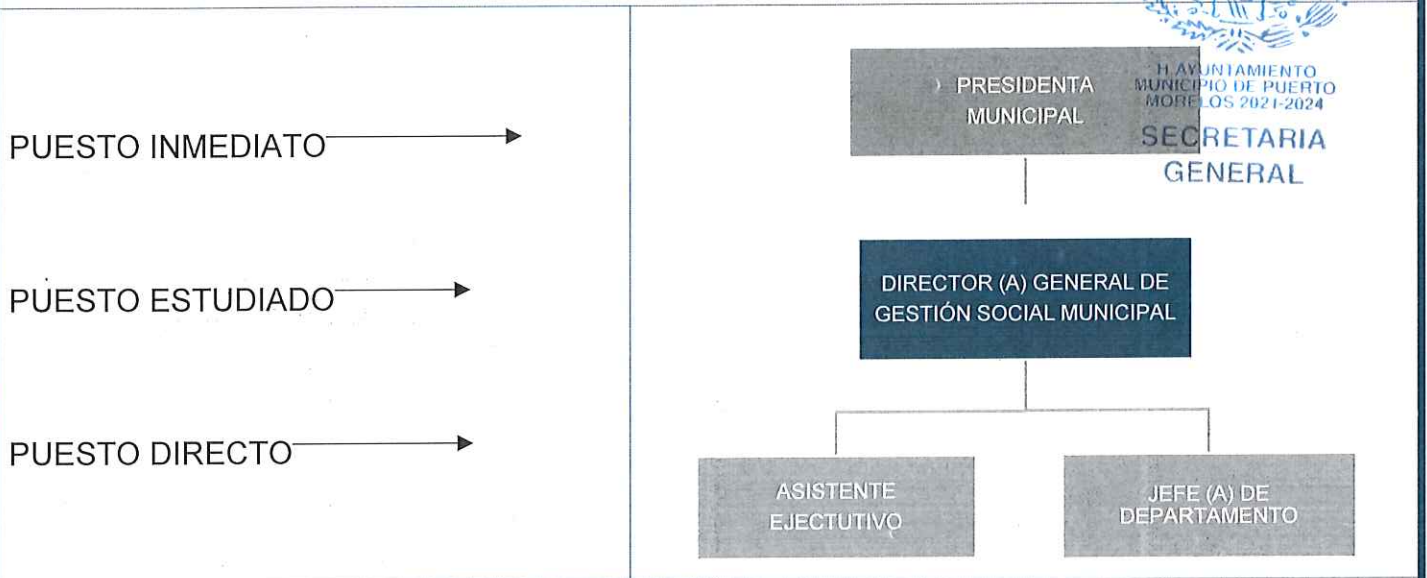 PRESIDENTA
MUNICIPAL
H. AYUNTAMIENTO
MUNICIPIO DE PUERTO
MORELOS 2021-2024
SECRETARIA
GENERAL
PUESTO INMEDIATO
PUESTO ESTUDIADO
DIRECTOR (A) GENERAL DE
GESTIÓN SOCIAL MUNICIPAL
PUESTO DIRECTO
ASISTENTE
EJECTUTIVO
JEFE (A) DE
DEPARTAMENTO